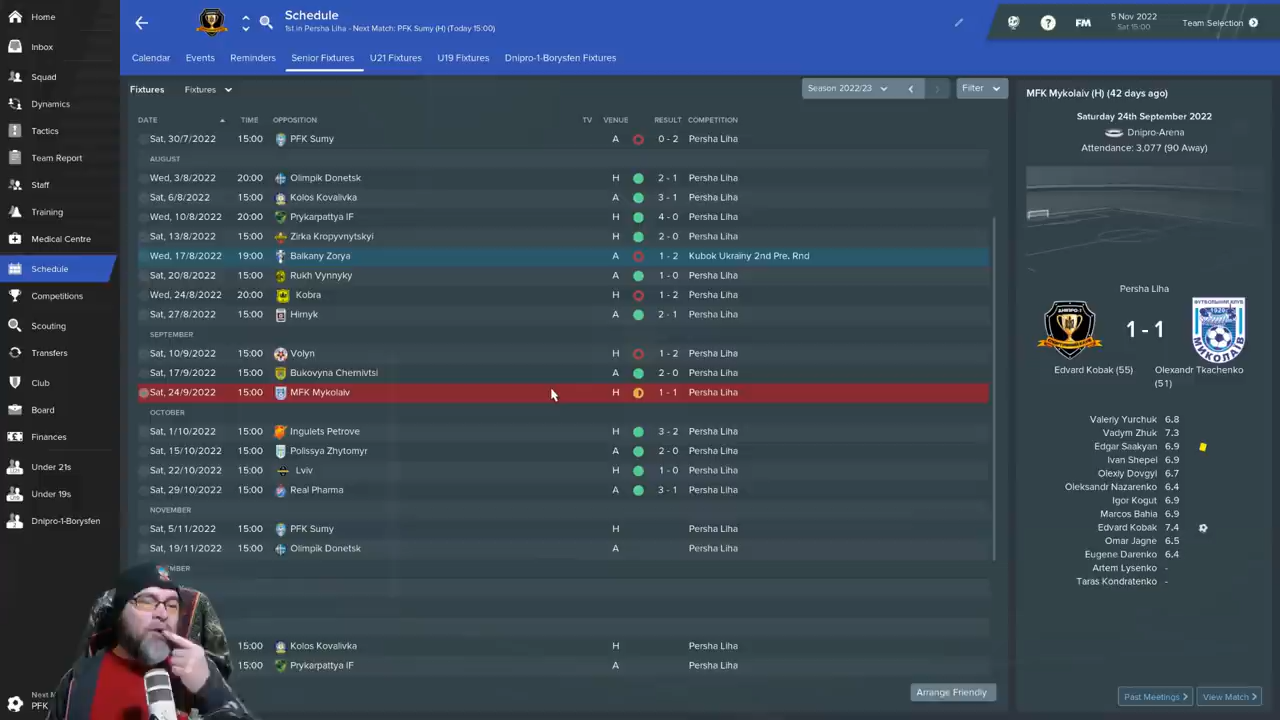 Home
Schedule
1st in Persha Liha - Next Match: PFK Sumy (H) (Today 15:00)
FM
5 Nov 2022
Sat 15:00
Team Selection
Inbox
Squad
Dynamics
Tactics
Team Report
Staff
Training
Medical Centre
Schedule
Competitions
Scouting
Transfers
Club
Board
Finances
Under 21s
Under 19s
Dnipro-1-Borysfen
PFK
Calendar Events Reminders Senior Fixtures U21 Fixtures U19 Fixtures Dnipro-1-Borysfen Fixtures
Fixtures Fixtures Season 2022/23 Filter
DATE TIME OPPOSITION TV VENUE RESULT COMPETITION
Sat, 30/7/2022 15:00 PFK Sumy A 0 - 2 Persha Liha
AUGUST
Wed, 3/8/2022 20:00 Olimpik Donetsk H 2 - 1 Persha Liha
Sat, 6/8/2022 15:00 Kolos Kovalivka A 3 - 1 Persha Liha
Wed, 10/8/2022 20:00 Prykarpattya IF H 4 - 0 Persha Liha
Sat, 13/8/2022 15:00 Zirka Kropyvnytskyi H 2 - 0 Persha Liha
Wed, 17/8/2022 19:00 Balkany Zorya A 1 - 2 Kubok Ukrainy 2nd Pre. Rnd
Sat, 20/8/2022 15:00 Rukh Vynnyky A 1 - 0 Persha Liha
Wed, 24/8/2022 20:00 Kobra H 1 - 2 Persha Liha
Sat, 27/8/2022 15:00 Hirnyk A 2 - 1 Persha Liha
SEPTEMBER
Sat, 10/9/2022 15:00 Volyn H 1 - 2 Persha Liha
Sat, 17/9/2022 15:00 Bukovyna Chernivtsi A 2 - 0 Persha Liha
Sat, 24/9/2022 15:00 MFK Mykolaiv H 1 - 1 Persha Liha
OCTOBER
Sat, 1/10/2022 15:00 Ingulets Petrove H 3 - 2 Persha Liha
Sat, 15/10/2022 15:00 Polissya Zhytomyr A 2 - 0 Persha Liha
Sat, 22/10/2022 15:00 Lviv H 1 - 0 Persha Liha
Sat, 29/10/2022 15:00 Real Pharma A 3 - 1 Persha Liha
NOVEMBER
Sat, 5/11/2022 15:00 PFK Sumy H Persha Liha
Sat, 19/11/2022 15:00 Olimpik Donetsk A Persha Liha
15:00 Kolos Kovalivka H Persha Liha
15:00 Prykarpattya IF A Persha Liha
Arrange Friendly
MFK Mykolaiv (H) (42 days ago)
Saturday 24th September 2022
Dnipro-Arena
Attendance: 3,077 (90 Away)
Persha Liha
1 - 1
ДНІПРО-1
ФУТБОЛЬНИЙ КЛУБ
1920
МИКОЛАЇВ
Edvard Kobak (55) Olexandr Tkachenko
(51)
Valeriy Yurchuk 6.8
Vadym Zhuk 7.3
Edgar Saakyan 6.9
Ivan Shepel 6.9
Olexiy Dovgyi 6.7
Oleksandr Nazarenko 6.4
Igor Kogut 6.9
Marcos Bahia 6.9
Edvard Kobak 7.4
Omar Jagne 6.5
Eugene Darenko 6.4
Artem Lysenko -
Taras Kondratenko -
Past Meetings View Match